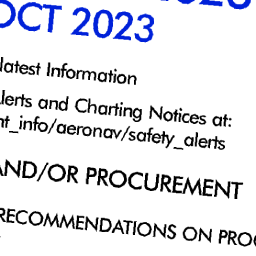 OCT 2023
latest Information
lerts and Charting Notices at:
nt_info/aeronav/safety_alerts
AND/OR PROCUREMENT
RECOMMENDATIONS ON PROC